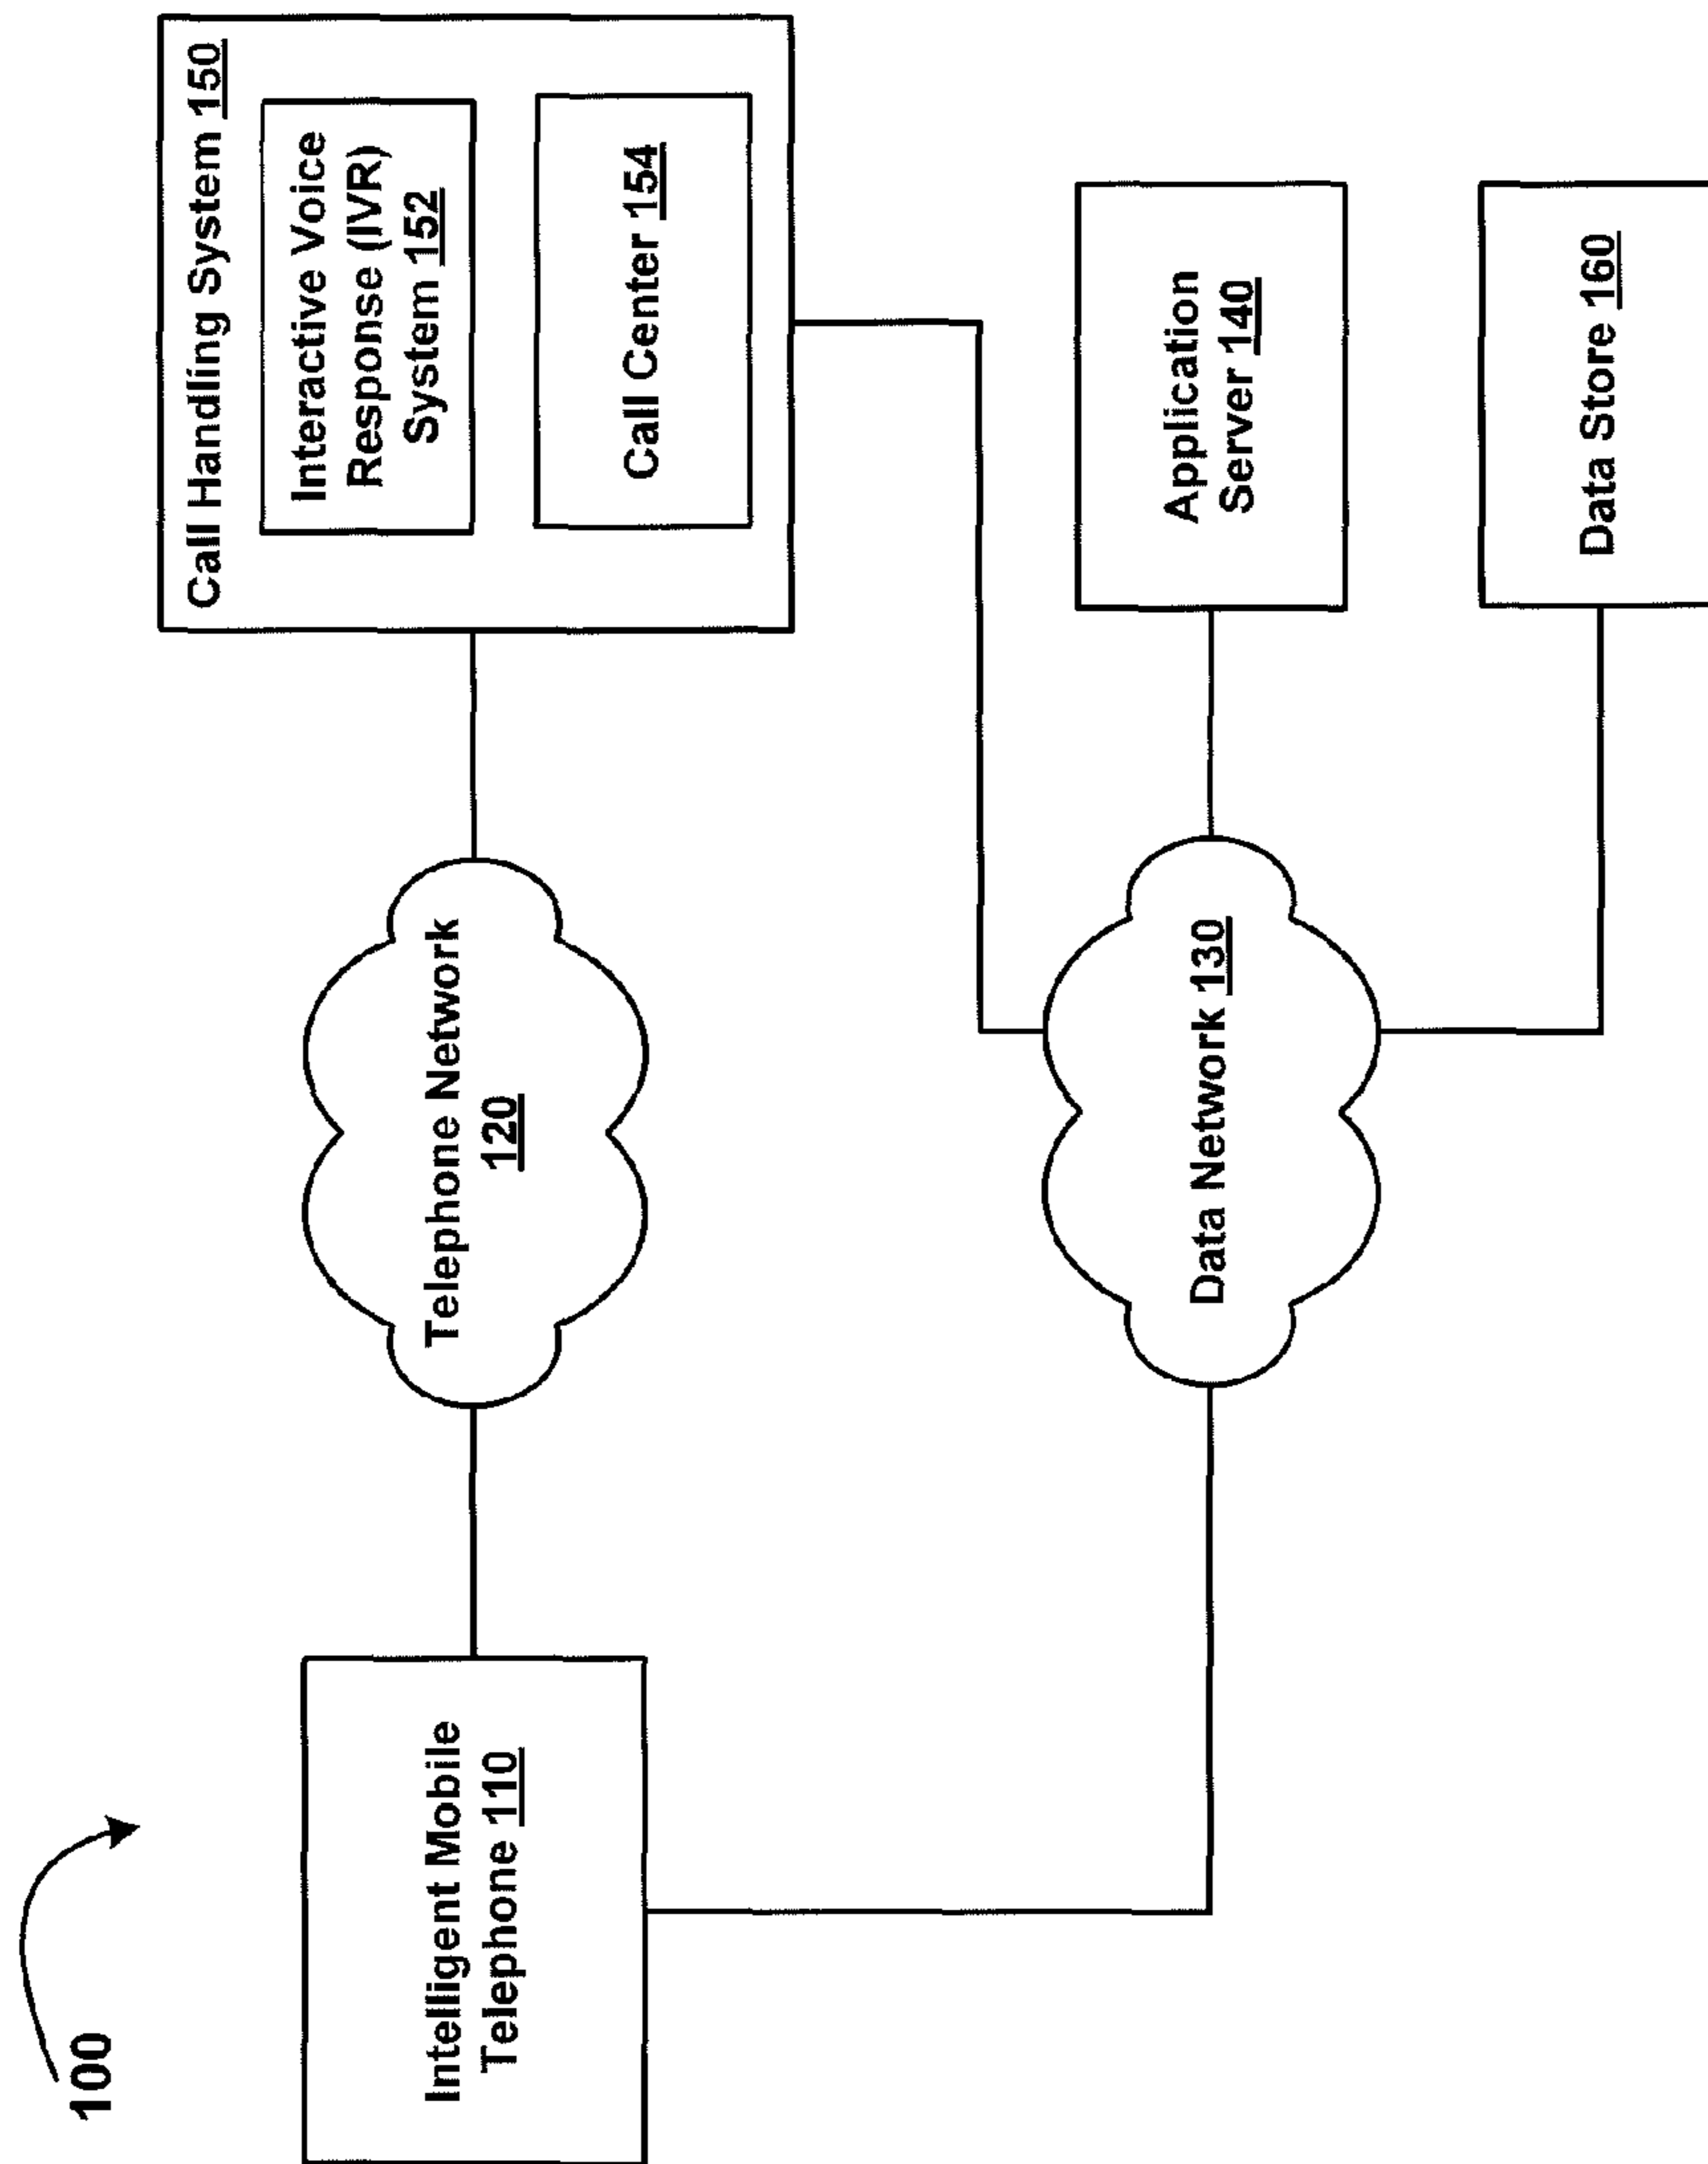 100
Intelligent Mobile
Telephone 110
Telephone Network
120
Call Handling System 150
Interactive Voice
Response (IVR)
System 152
Call Center 154
Data Network 130
Application
Server 140
Data Store 160